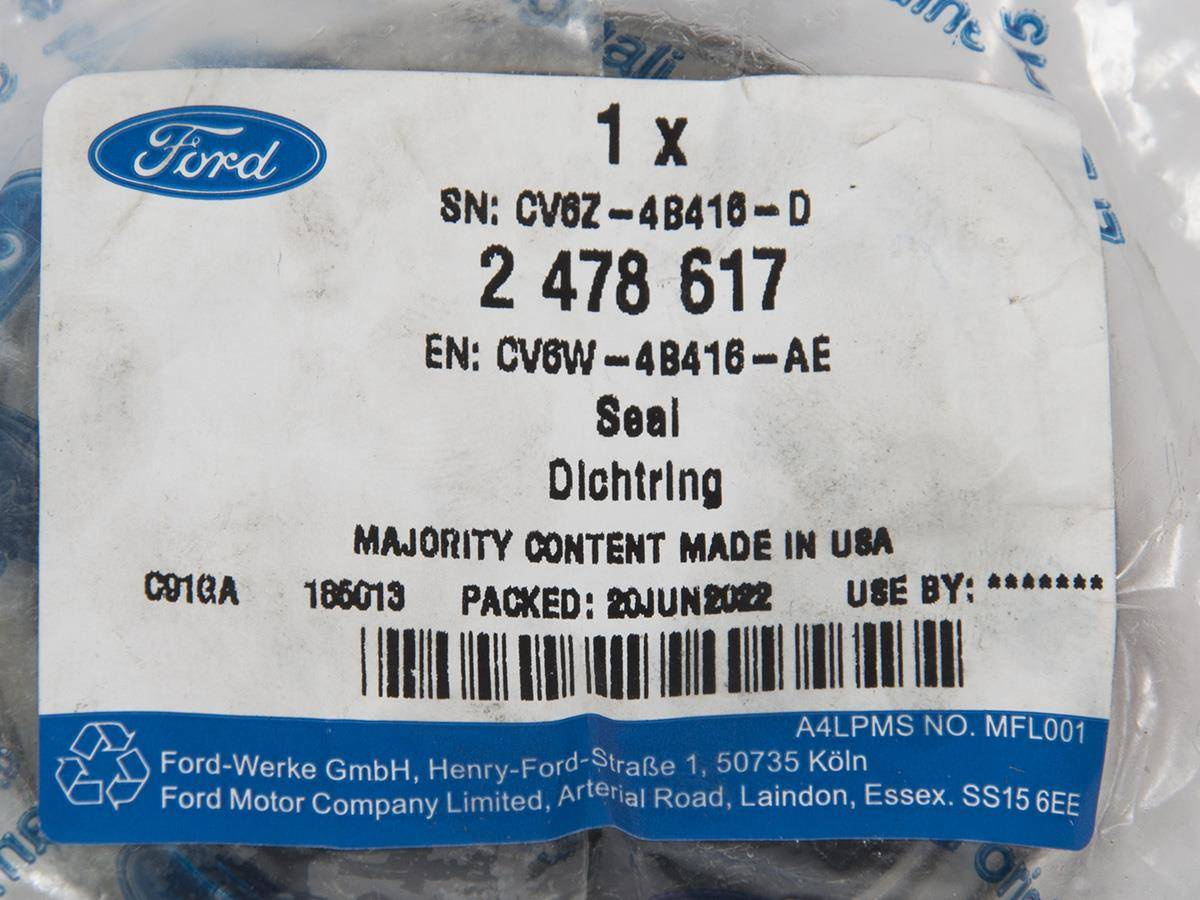 Ford
1 x
SN: CV6Z-4B416-D
2 478 617
EN: CV6W-4B416-AE
Seal
Dichtring
MAJORITY CONTENT MADE IN USA
C91GA 185013 PACKED: 20JUN2022 USE BY: *******
A4LPMS NO. MFL001
Ford-Werke GmbH, Henry-Ford-Straße 1, 50735 Köln
Ford Motor Company Limited, Arterial Road, Laindon, Essex. SS15 6EE